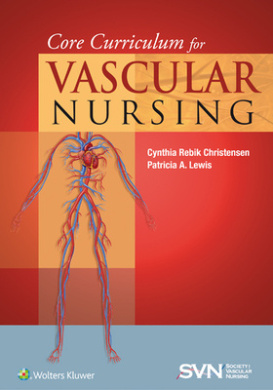 Core Curriculum for
VASCULAR
NURSING
Cynthia Rebik Christensen
Patricia A. Lewis
Wolters Kluwer
SVN
SOCIETY for
VASCULAR
NURSING